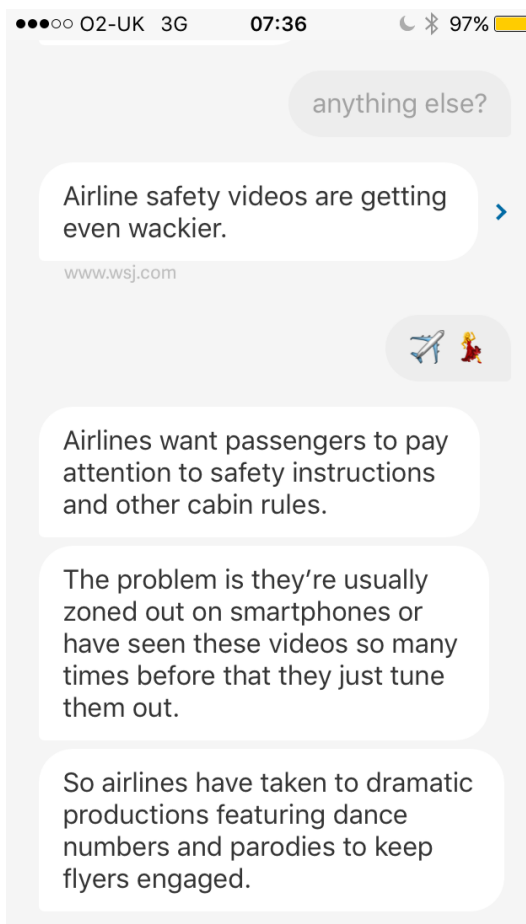 O2-UK 3G 07:36 97%
anything else?
Airline safety videos are getting
even wackier.
www.wsj.com
✈️ 💃
Airlines want passengers to pay
attention to safety instructions
and other cabin rules.
The problem is they’re usually
zoned out on smartphones or
have seen these videos so many
times before that they just tune
them out.
So airlines have taken to dramatic
productions featuring dance
numbers and parodies to keep
flyers engaged.